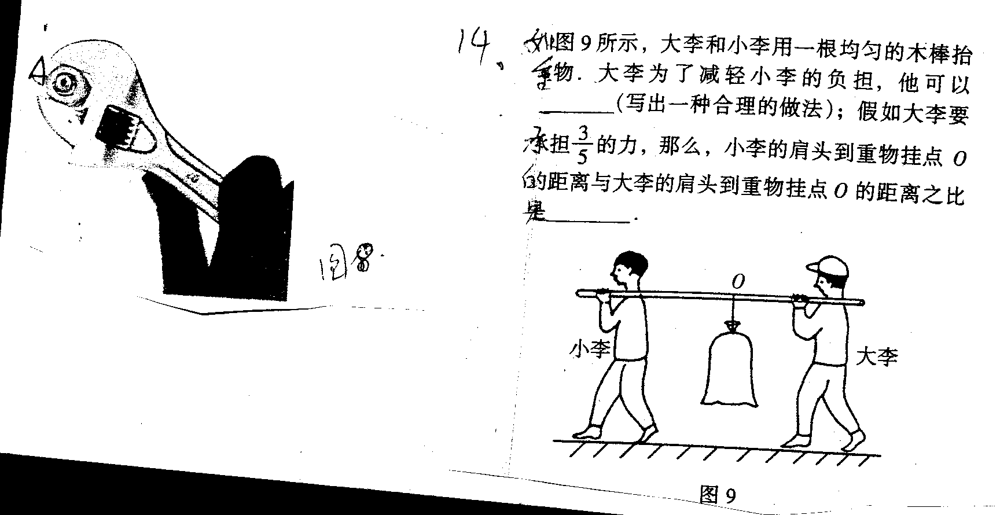 A
图8.
14、如图9所示，大李和小李用一根均匀的木棒抬
重物．大李为了减轻小李的负担，他可以
______(写出一种合理的做法)；假如大李要
承担3/5的力，那么，小李的肩头到重物挂点 O
的距离与大李的肩头到重物挂点 O 的距离之比
是______．
O
小李
大李
图 9